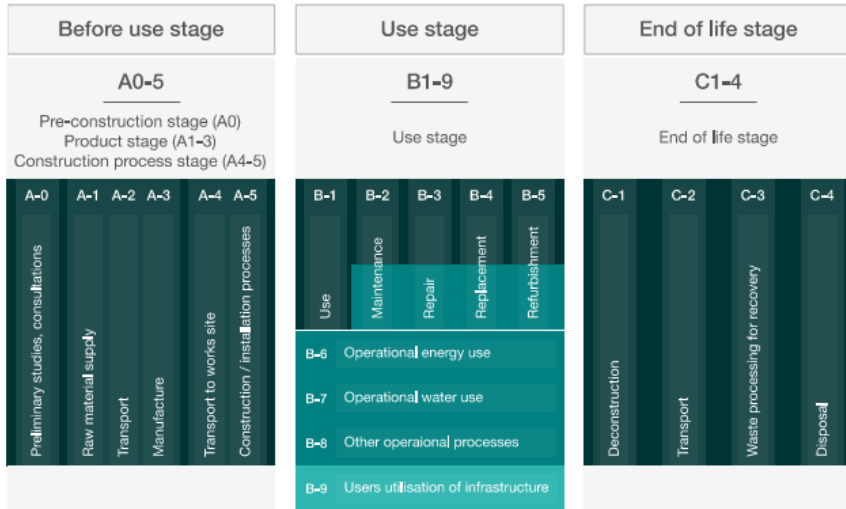 Before use stage
A0-5
Pre-construction stage (A0)
Product stage (A1-3)
Construction process stage (A4-5)
A-0
A-1
A-2
A-3
A-4
A-5
Preliminary studies, consultations
Raw material supply
Transport
Manufacture
Transport to works site
Construction / installation processes
Use stage
B1-9
Use stage
B-1
B-2
B-3
B-4
B-5
Use
Maintenance
Repair
Replacement
Refurbishment
B-6 Operational energy use
B-7 Operational water use
B-8 Other operaional processes
B-9 Users utilisation of infrastructure
End of life stage
C1-4
End of life stage
C-1
C-2
C-3
C-4
Deconstruction
Transport
Waste processing for recovery
Disposal